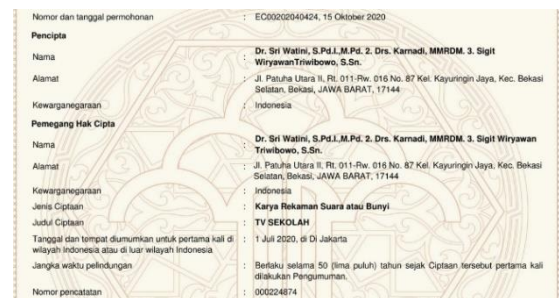 Nomor dan tanggal permohonan : EC00202040424, 15 Oktober 2020
Pencipta
Nama : Dr. Sri Watini, S.Pd.I.,M.Pd. 2. Drs. Karnadi, MMRDM. 3. Sigit
WiryawanTriwibowo, S.Sn.
Alamat : Jl. Patuha Utara II, Rt. 011-Rw. 016 No. 87 Kel. Kayuringin Jaya, Kec. Bekasi
Selatan, Bekasi, JAWA BARAT, 17144
Kewarganegaraan : Indonesia
Pemegang Hak Cipta
Nama : Dr. Sri Watini, S.Pd.I.,M.Pd. 2. Drs. Karnadi, MMRDM. 3. Sigit Wiryawan
Triwibowo, S.Sn.
Alamat : Jl. Patuha Utara II, Rt. 011-Rw. 016 No. 87 Kel. Kayuringin Jaya, Kec. Bekasi
Selatan, Bekasi, JAWA BARAT, 17144
Kewarganegaraan : Indonesia
Jenis Ciptaan : Karya Rekaman Suara atau Bunyi
Judul Ciptaan : TV SEKOLAH
Tanggal dan tempat diumumkan untuk pertama kali di : 1 Juli 2020, di Di Jakarta
wilayah Indonesia atau di luar wilayah Indonesia
Jangka waktu pelindungan : Berlaku selama 50 (lima puluh) tahun sejak Ciptaan tersebut pertama kali
dilakukan Pengumuman.
Nomor pencatatan : 000224874